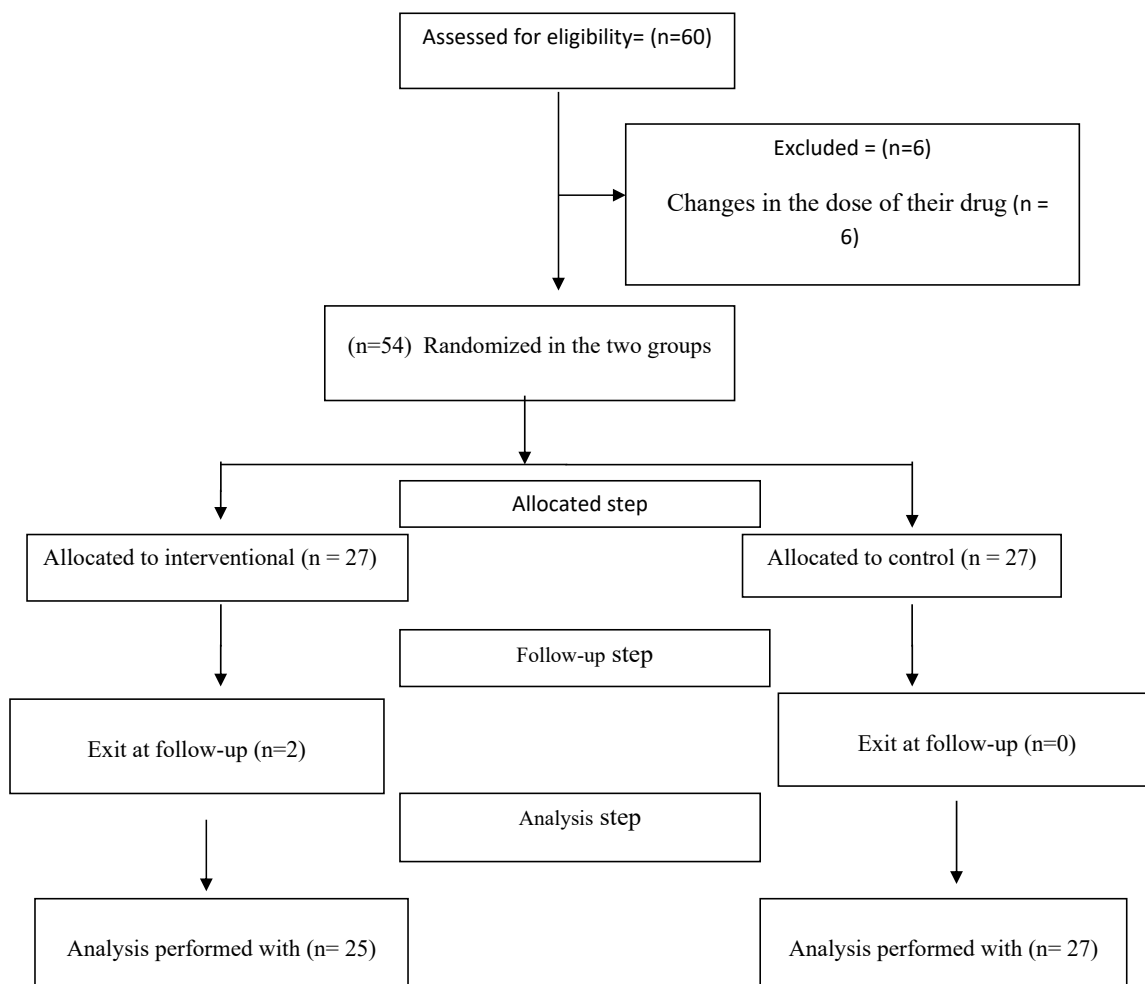 Assessed for eligibility= (n=60)
Excluded = (n=6)
Changes in the dose of their drug (n =
6)
(n=54) Randomized in the two groups
Allocated step
Allocated to interventional (n = 27)
Allocated to control (n = 27)
Follow-up step
Exit at follow-up (n=2)
Exit at follow-up (n=0)
Analysis step
Analysis performed with (n= 25)
Analysis performed with (n= 27)